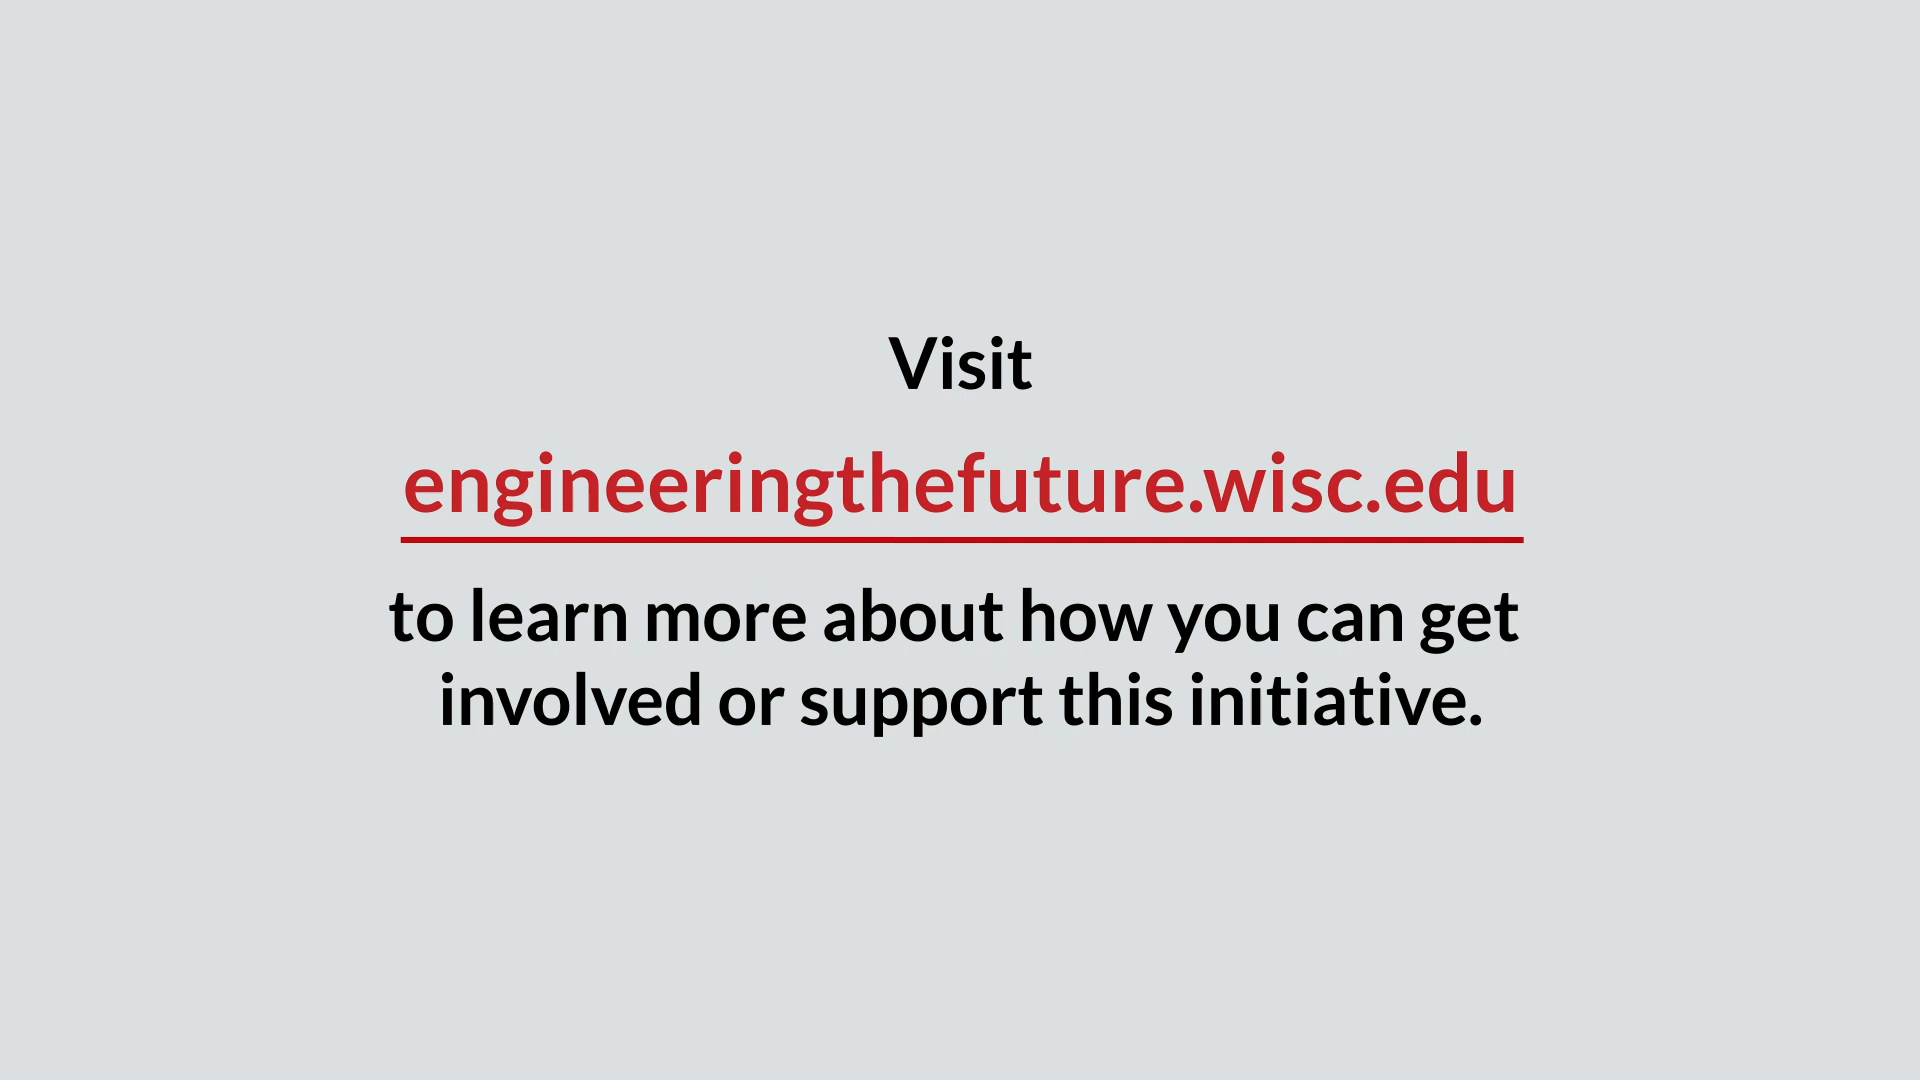 Visit
engineeringthefuture.wisc.edu
to learn more about how you can get
involved or support this initiative.